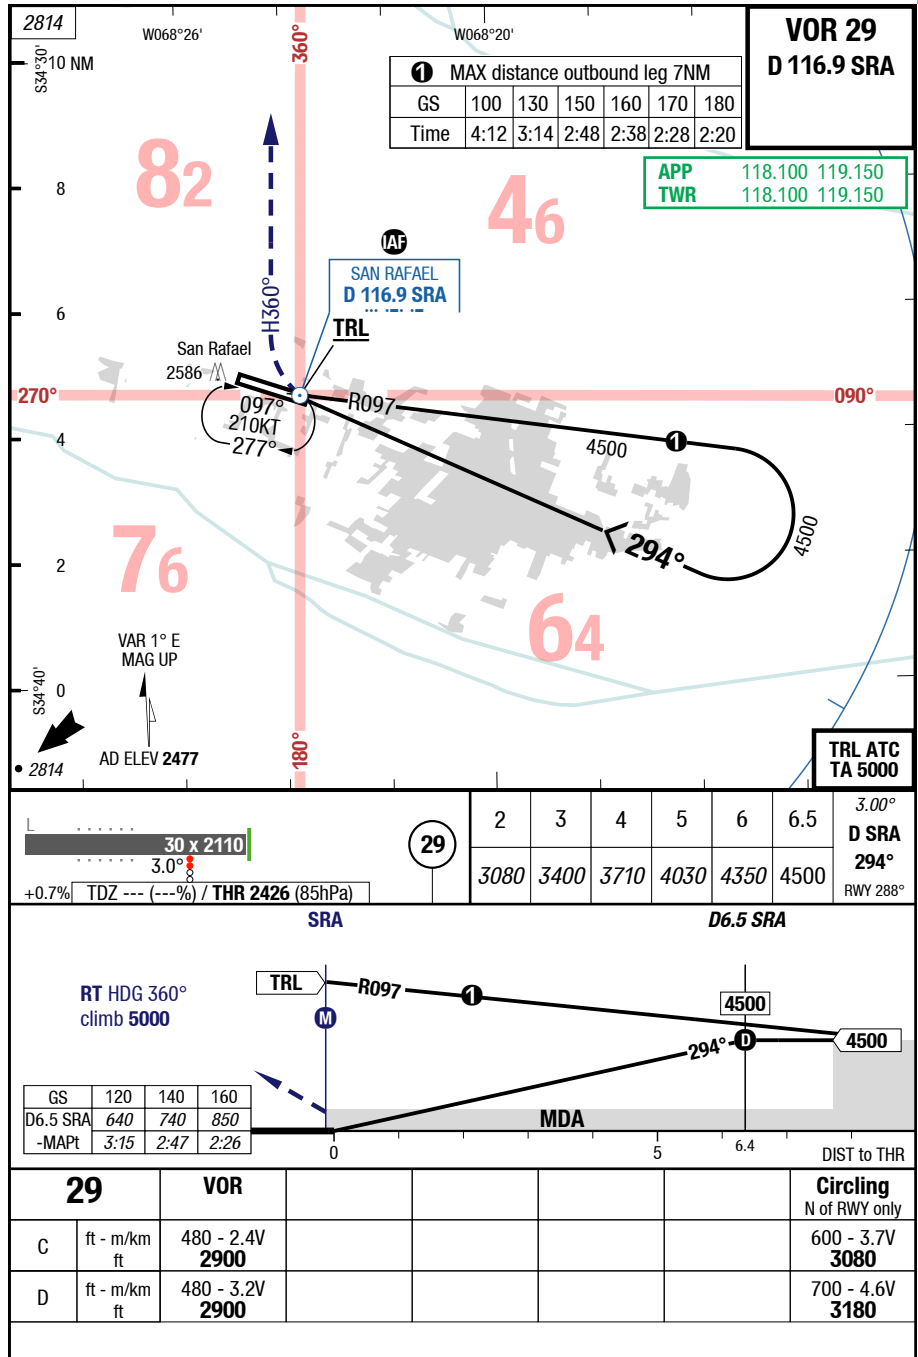 2814
W068°26'
360°
W068°20'
VOR 29
D 116.9 SRA
S34°30'
10 NM
1 MAX distance outbound leg 7NM
GS 100 130 150 160 170 180
Time 4:12 3:14 2:48 2:38 2:28 2:20
APP 118.100 119.150
TWR 118.100 119.150
82
46
8
IAF
SAN RAFAEL
D 116.9 SRA
H360°
6
TRL
San Rafael
2586
270°
090°
097°
210KT
277°
R097
4500
1
4
4500
294°
76
64
2
VAR 1° E
MAG UP
S34°40'
0
AD ELEV 2477
180°
2814
TRL ATC
TA 5000
L
30 x 2110
3.0°
+0.7% TDZ --- (---%) / THR 2426 (85hPa)
29
2 3 4 5 6 6.5
3080 3400 3710 4030 4350 4500
3.00°
D SRA
294°
RWY 288°
SRA
D6.5 SRA
TRL
R097
1
RT HDG 360°
climb 5000
M
4500
294°
D
4500
GS 120 140 160
D6.5 SRA 640 740 850
-MAPt 3:15 2:47 2:26
MDA
0
5
6.4
DIST to THR
29 VOR Circling
N of RWY only
C ft - m/km 480 - 2.4V 600 - 3.7V
ft 2900 3080
D ft - m/km 480 - 3.2V 700 - 4.6V
ft 2900 3180